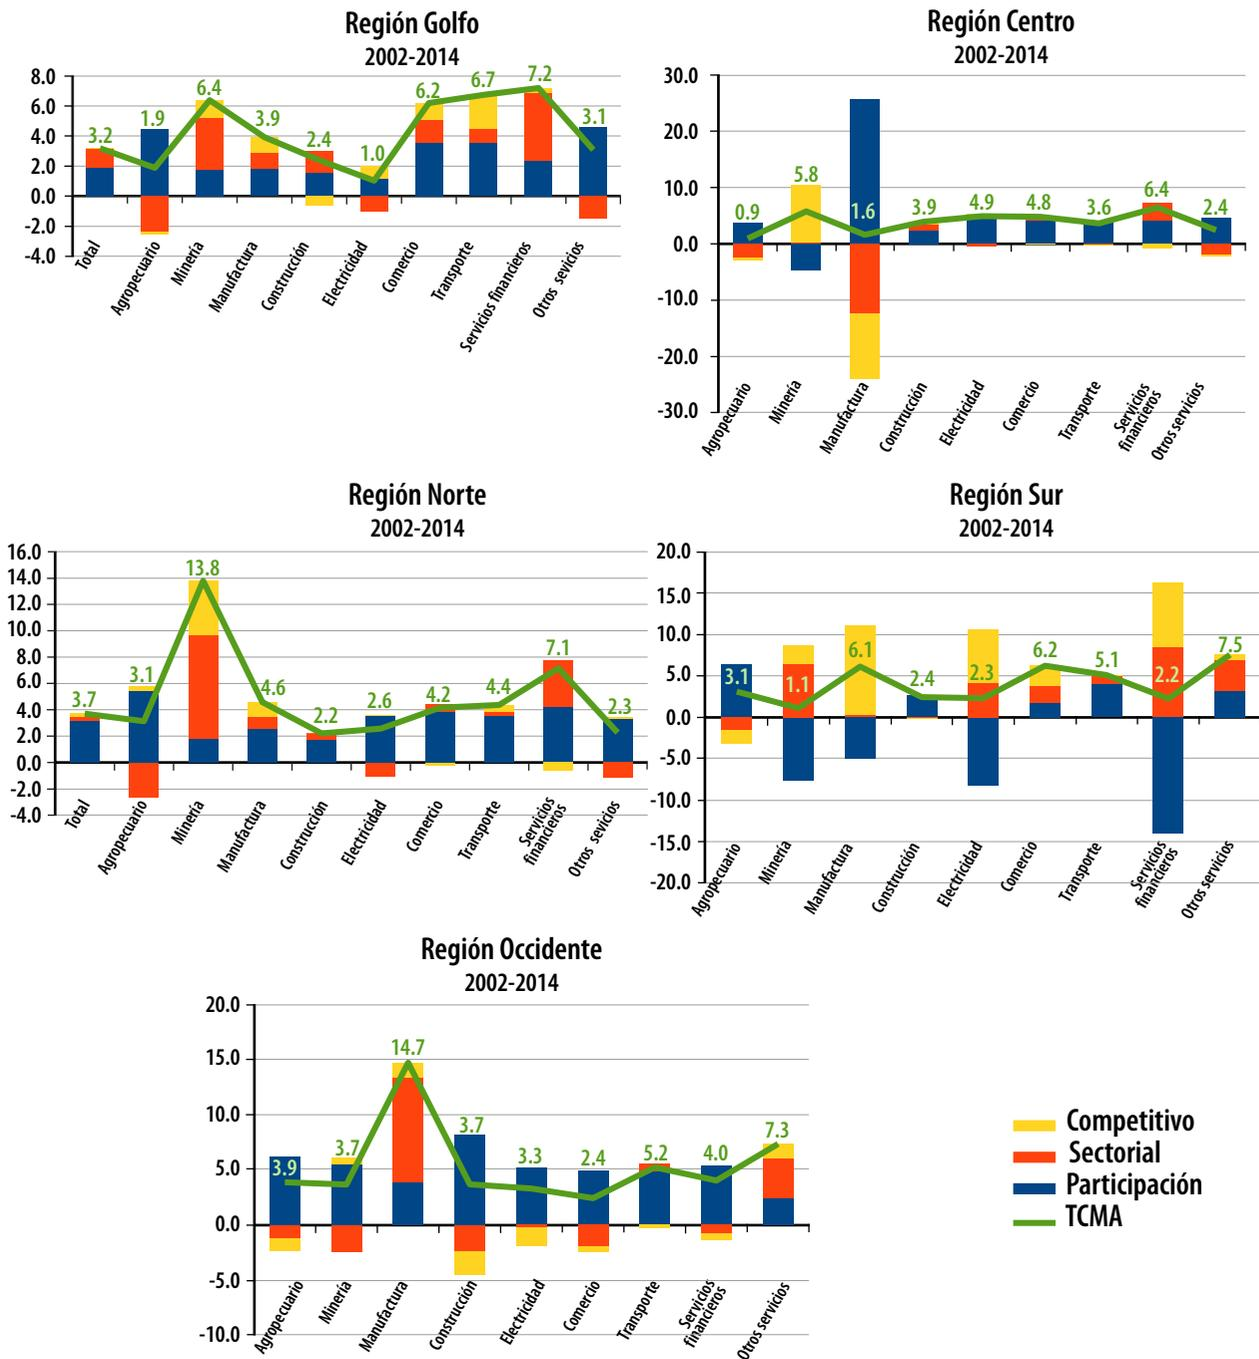 Región Golfo
2002-2014
8.0
6.0
4.0
2.0
0.0
-2.0
-4.0
3.2
1.9
6.4
3.9
2.4
1.0
6.2
6.7
7.2
3.1
Total
Agropecuario
Minería
Manufactura
Construcción
Electricidad
Comercio
Transporte
Servicios financieros
Otros sevicios
Región Centro
2002-2014
30.0
20.0
10.0
0.0
-10.0
-20.0
-30.0
0.9
5.8
1.6
3.9
4.9
4.8
3.6
6.4
2.4
Agropecuario
Minería
Manufactura
Construcción
Electricidad
Comercio
Transporte
Servicios
financieros
Otros servicios
Región Norte
2002-2014
16.0
14.0
12.0
10.0
8.0
6.0
4.0
2.0
0.0
-2.0
-4.0
3.7
3.1
13.8
4.6
2.2
2.6
4.2
4.4
7.1
2.3
Total
Agropecuario
Minería
Manufactura
Construcción
Electricidad
Comercio
Transporte
Servicios
financieros
Otros sevicios
Región Sur
2002-2014
20.0
15.0
10.0
5.0
0.0
-5.0
-10.0
-15.0
-20.0
3.1
1.1
6.1
2.4
2.3
6.2
5.1
2.2
7.5
Agropecuario
Minería
Manufactura
Construcción
Electricidad
Comercio
Transporte
Servicios
financieros
Otros servicios
Región Occidente
2002-2014
20.0
15.0
10.0
5.0
0.0
-5.0
-10.0
3.9
3.7
14.7
3.7
3.3
2.4
5.2
4.0
7.3
Agropecuario
Minería
Manufactura
Construcción
Electricidad
Comercio
Transporte
Servicios
financieros
Otros servicios
Competitivo
Sectorial
Participación
TCMA